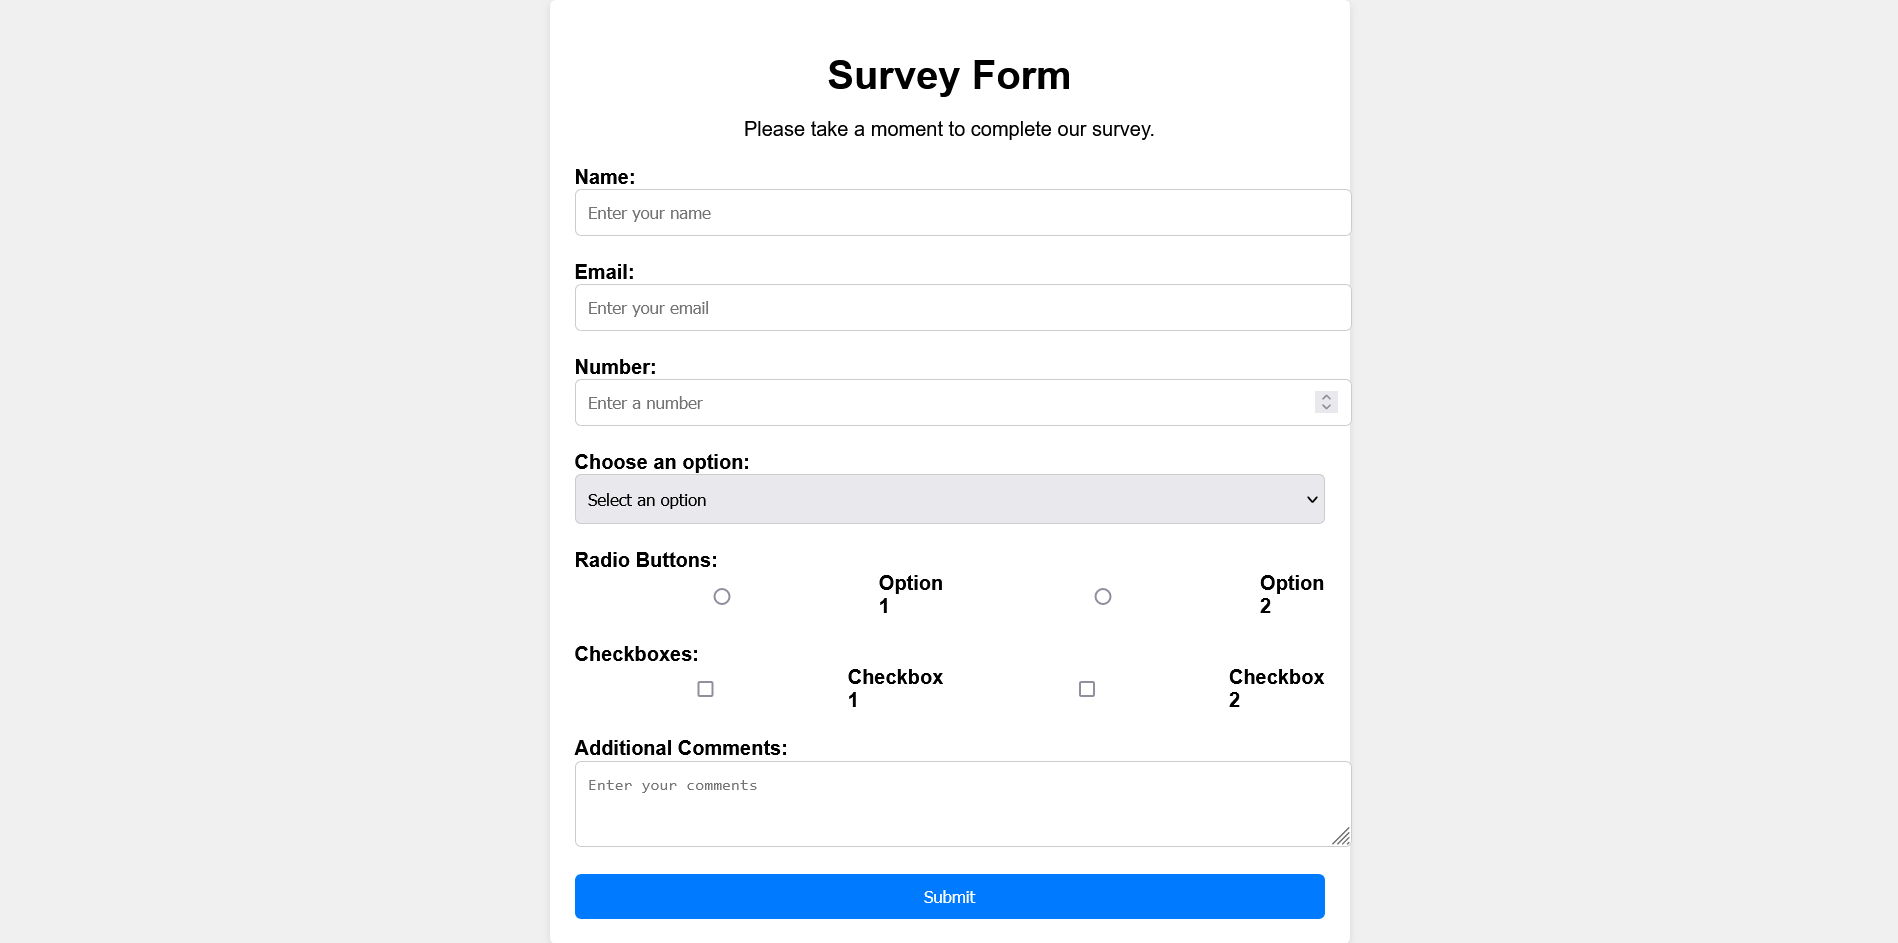 Survey Form
Please take a moment to complete our survey.
Name:
Enter your name
Email:
Enter your email
Number:
Enter a number
Choose an option:
Select an option
Radio Buttons:
Option 1
Option 2
Checkboxes:
Checkbox 1
Checkbox 2
Additional Comments:
Enter your comments
Submit